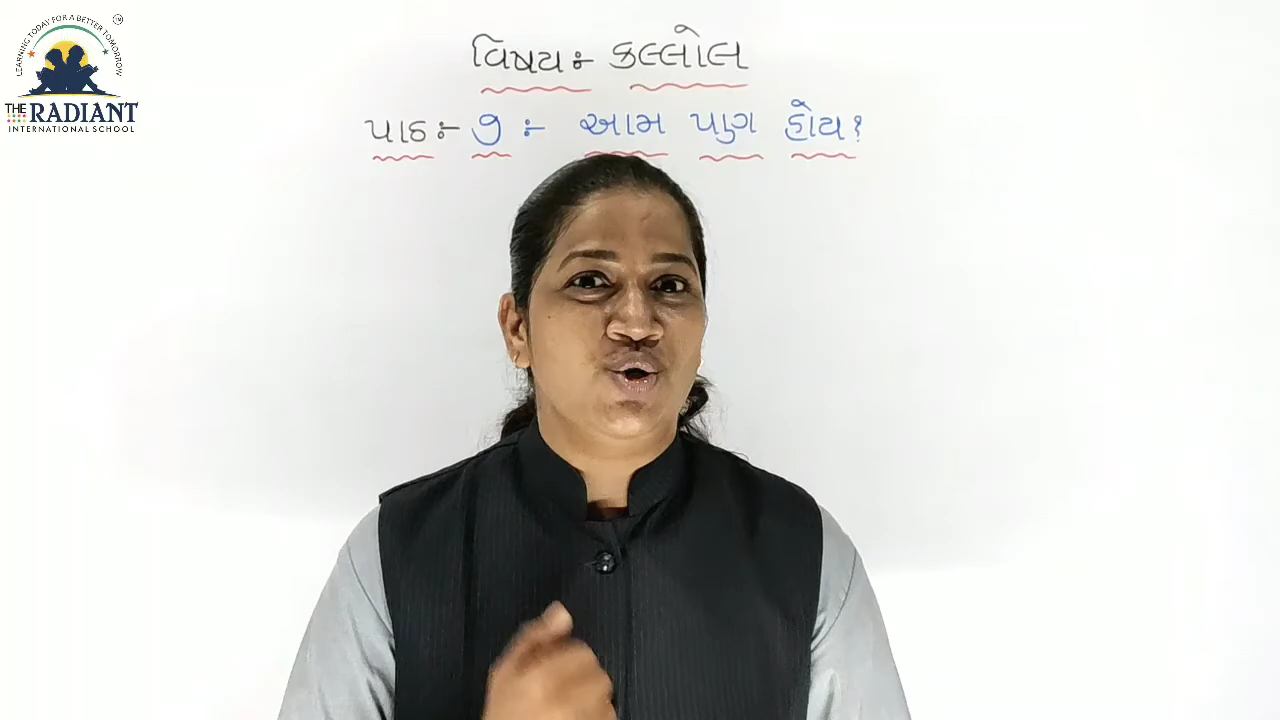 LEARNING TODAY FOR A BETTER TOMORROW
THE RADIANT
INTERNATIONAL SCHOOL
વિષય :- કલ્લોલ
પાઠ :- ૭ :- આમ પણ હોય ?